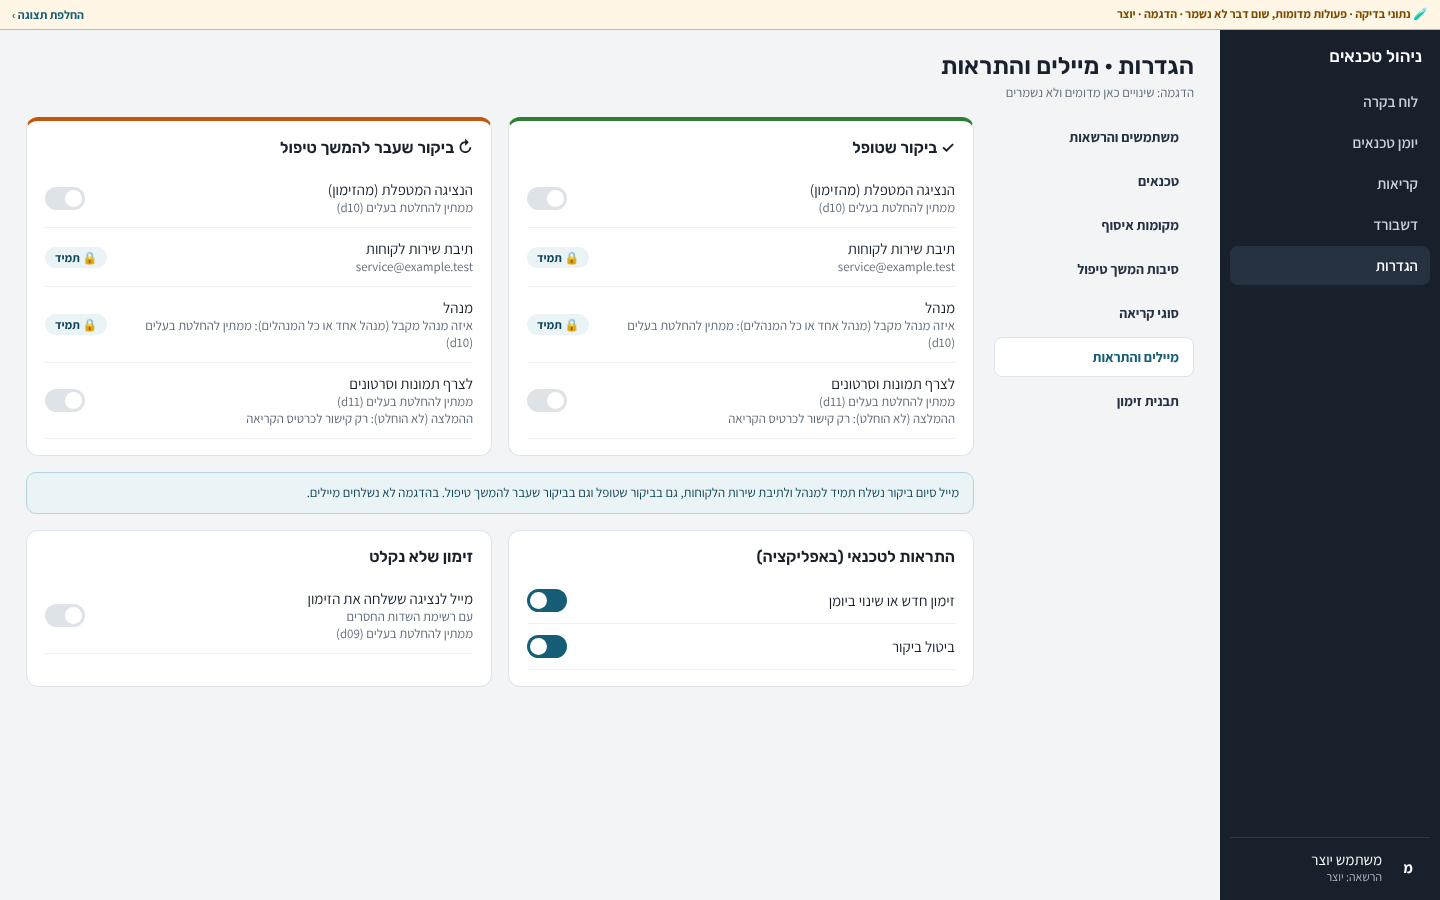 🧪 נתוני בדיקה · פעולות מדומות, שום דבר לא נשמר · הדגמה · יוצר
החלפת תצוגה ›
ניהול טכנאים
לוח בקרה
יומן טכנאים
קריאות
דשבורד
הגדרות
משתמש יוצר
הרשאה: יוצר
מ
הגדרות • מיילים והתראות
הדגמה: שינויים כאן מדומים ולא נשמרים
משתמשים והרשאות
טכנאים
מקומות איסוף
סיבות המשך טיפול
סוגי קריאה
מיילים והתראות
תבנית זימון
✓ ביקור שטופל
הנציגה המטפלת (מהזימון)
ממתין להחלטת בעלים (d10)
תיבת שירות לקוחות
service@example.test
🔒 תמיד
מנהל
איזה מנהל מקבל (מנהל אחד או כל המנהלים): ממתין להחלטת בעלים
(d10)
🔒 תמיד
לצרף תמונות וסרטונים
ממתין להחלטת בעלים (d11)
ההמלצה (לא הוחלט): רק קישור לכרטיס הקריאה
↻ ביקור שעבר להמשך טיפול
הנציגה המטפלת (מהזימון)
ממתין להחלטת בעלים (d10)
תיבת שירות לקוחות
service@example.test
🔒 תמיד
מנהל
איזה מנהל מקבל (מנהל אחד או כל המנהלים): ממתין להחלטת בעלים
(d10)
🔒 תמיד
לצרף תמונות וסרטונים
ממתין להחלטת בעלים (d11)
ההמלצה (לא הוחלט): רק קישור לכרטיס הקריאה
מייל סיום ביקור נשלח תמיד למנהל ולתיבת שירות הלקוחות, גם בביקור שטופל וגם בביקור שעבר להמשך טיפול. בהדגמה לא נשלחים מיילים.
התראות לטכנאי (באפליקציה)
זימון חדש או שינוי ביומן
ביטול ביקור
זימון שלא נקלט
מייל לנציגה ששלחה את הזימון
עם רשימת השדות החסרים
ממתין להחלטת בעלים (d09)